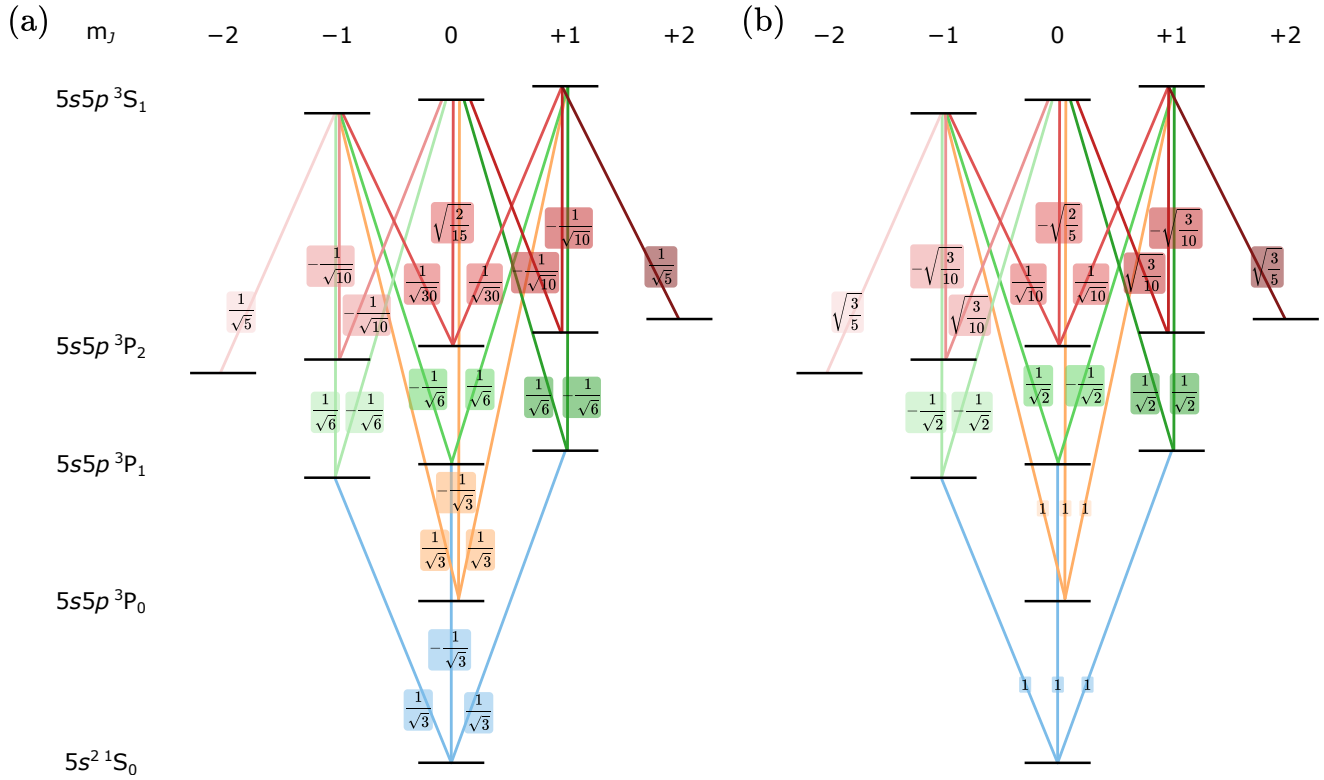 (a) m_J −2 −1 0 +1 +2 (b) −2 −1 0 +1 +2
5s5p ³S₁
√(2/15) −1/√10 −√(2/5) −√(3/10)
−1/√10 1/√30 1/√30 −1/√10 1/√5 −√(3/10) 1/√10 1/√10 √(3/10) √(3/5)
1/√5 −1/√10 √(3/5) √(3/10)
5s5p ³P₂
1/√6 −1/√6 −1/√6 1/√6 1/√6 −1/√6 −1/√2 −1/√2 1/√2 −1/√2 1/√2 1/√2
5s5p ³P₁
−1/√3 1 1 1
1/√3 1/√3
5s5p ³P₀
−1/√3
1/√3 1/√3 1 1 1
5s² ¹S₀